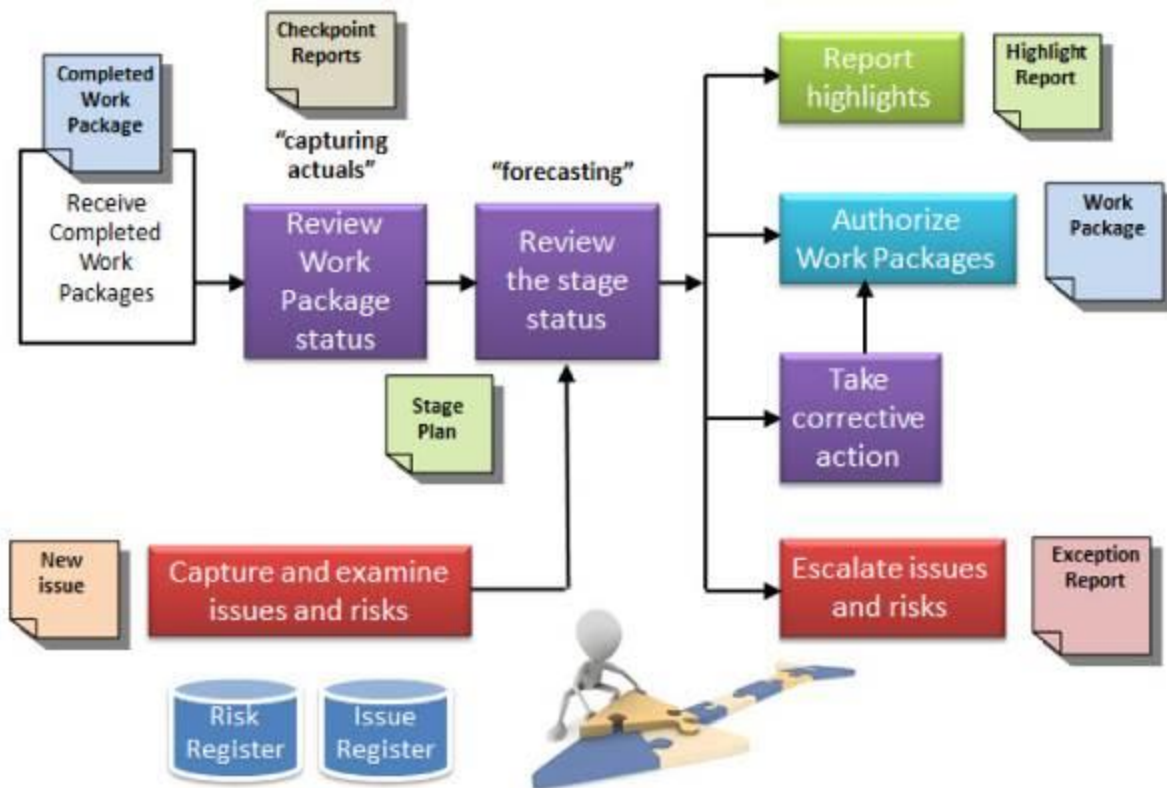 Completed
Work
Package
Receive
Completed
Work
Packages
Checkpoint
Reports
“capturing
actuals”
Review
Work
Package
status
“forecasting”
Review
the stage
status
Stage
Plan
Report
highlights
Highlight
Report
Authorize
Work Packages
Work
Package
Take
corrective
action
New
issue
Capture and examine
issues and risks
Escalate issues
and risks
Exception
Report
Risk
Register
Issue
Register